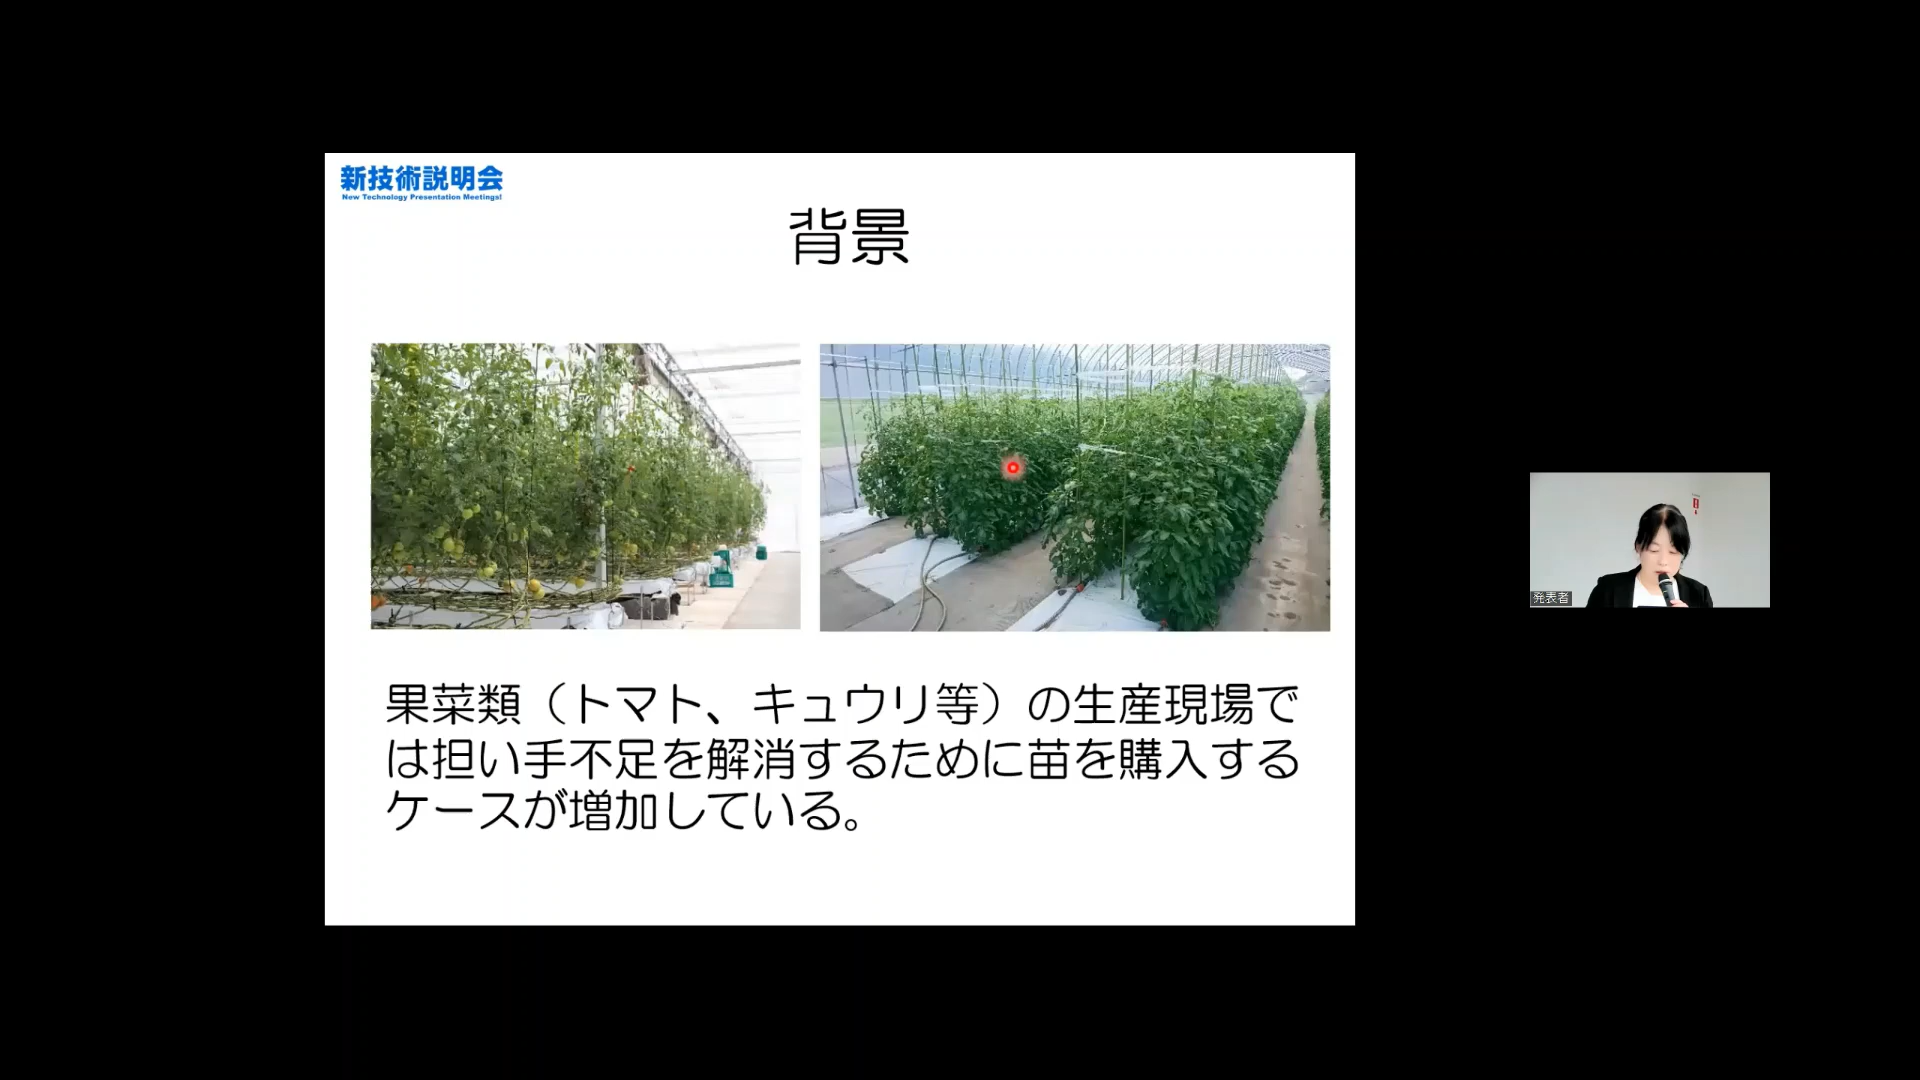 新技術説明会
New Technology Presentation Meetings!
背景
果菜類（トマト、キュウリ等）の生産現場で
は担い手不足を解消するために苗を購入する
ケースが増加している。
発表者